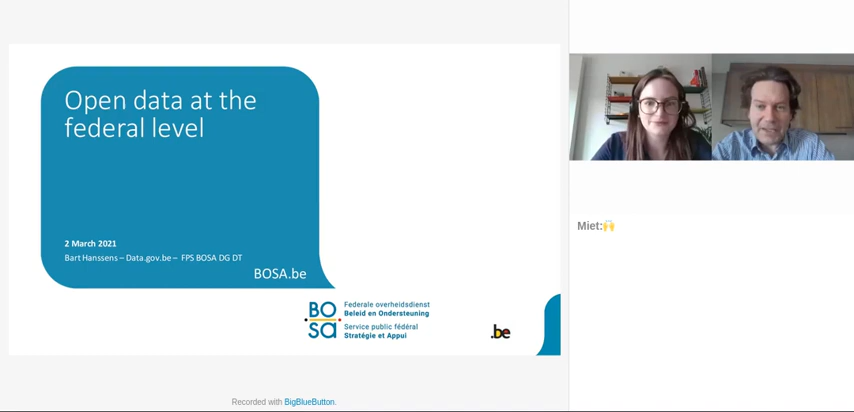 Open data at the
federal level
2 March 2021
Bart Hanssens – Data.gov.be – FPS BOSA DG DT
BOSA.be
BO
SA
Federale overheidsdienst
Beleid en Ondersteuning
Service public fédéral
Stratégie et Appui
.be
Miet:🙌
Recorded with BigBlueButton.